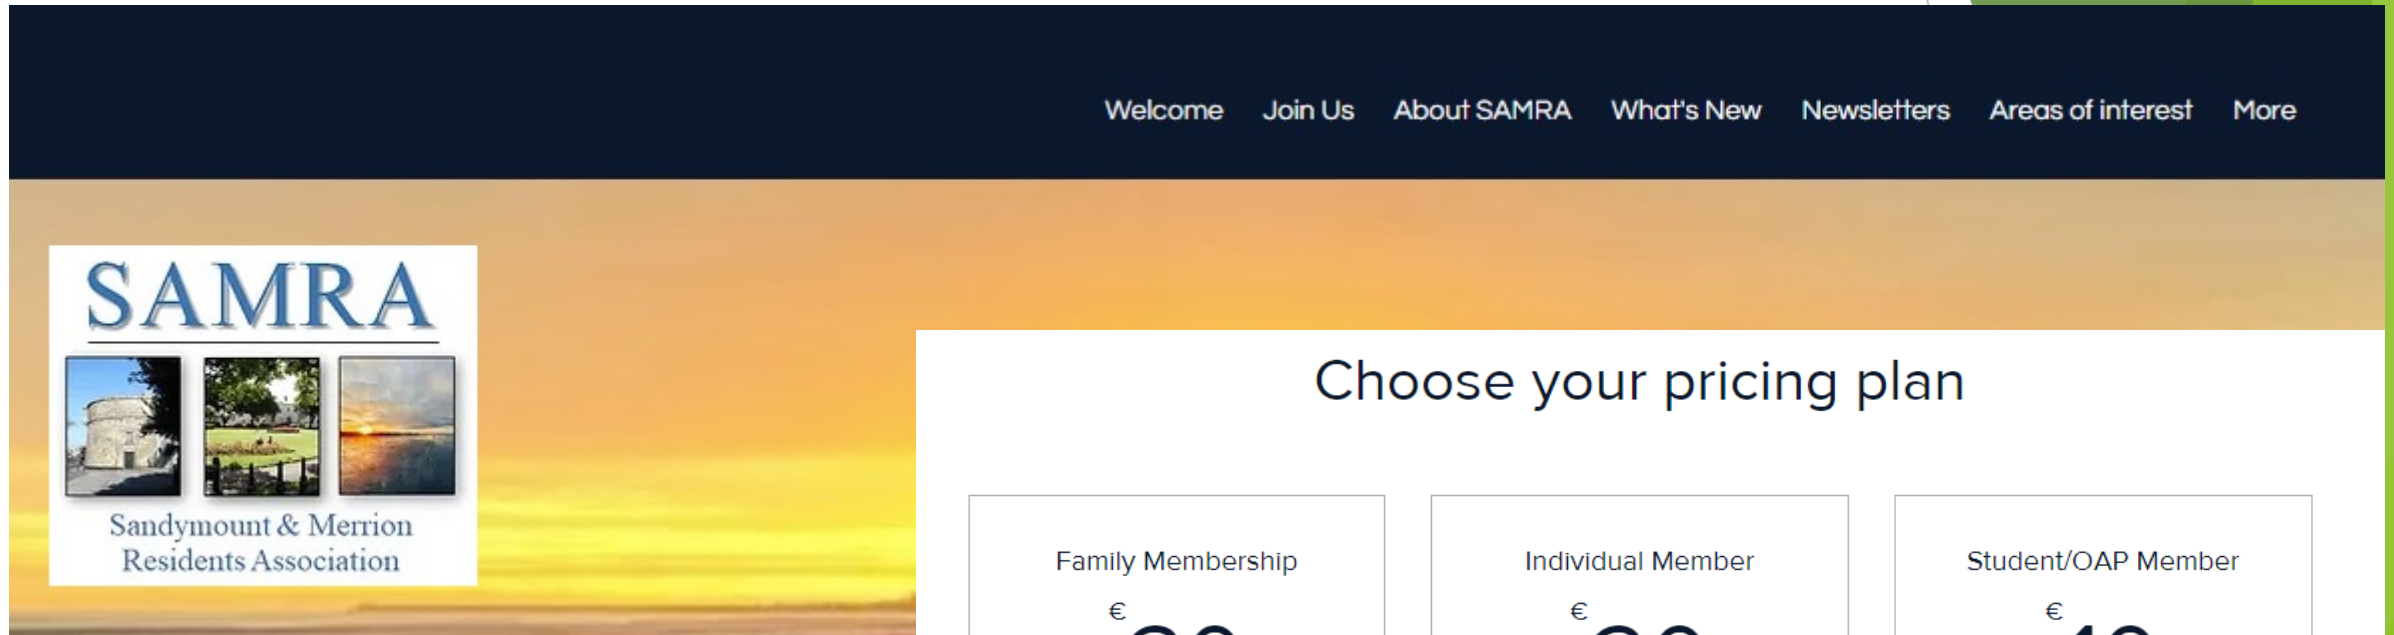 Welcome Join Us About SAMRA What's New Newsletters Areas of interest More
SAMRA
Sandymount & Merrion
Residents Association
Choose your pricing plan
Family Membership Individual Member Student/OAP Member
€ € €